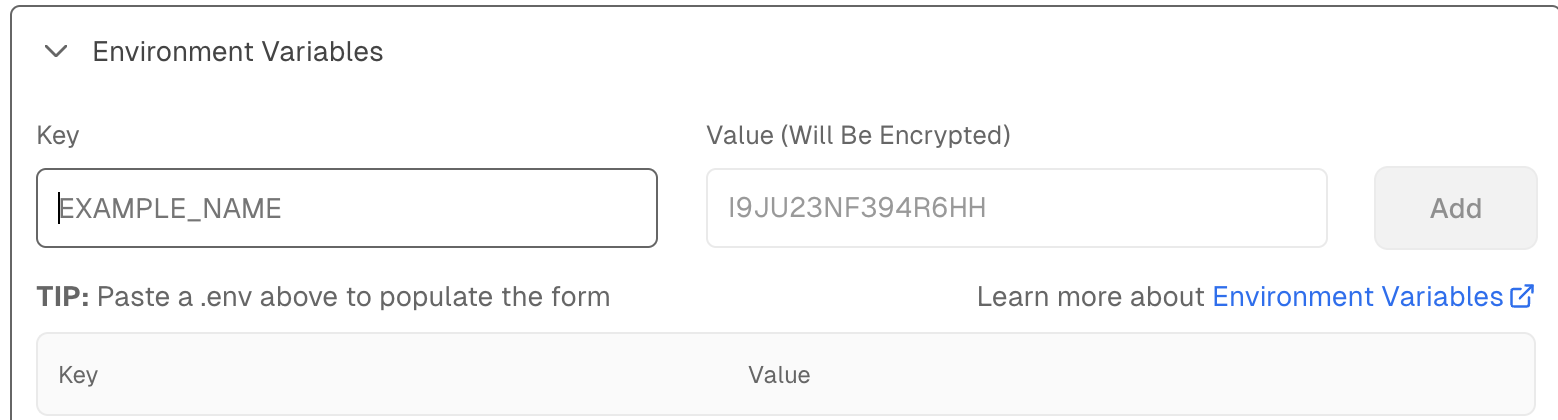 Environment Variables
Key
Value (Will Be Encrypted)
EXAMPLE_NAME
I9JU23NF394R6HH
Add
TIP: Paste a .env above to populate the form
Learn more about Environment Variables
Key
Value